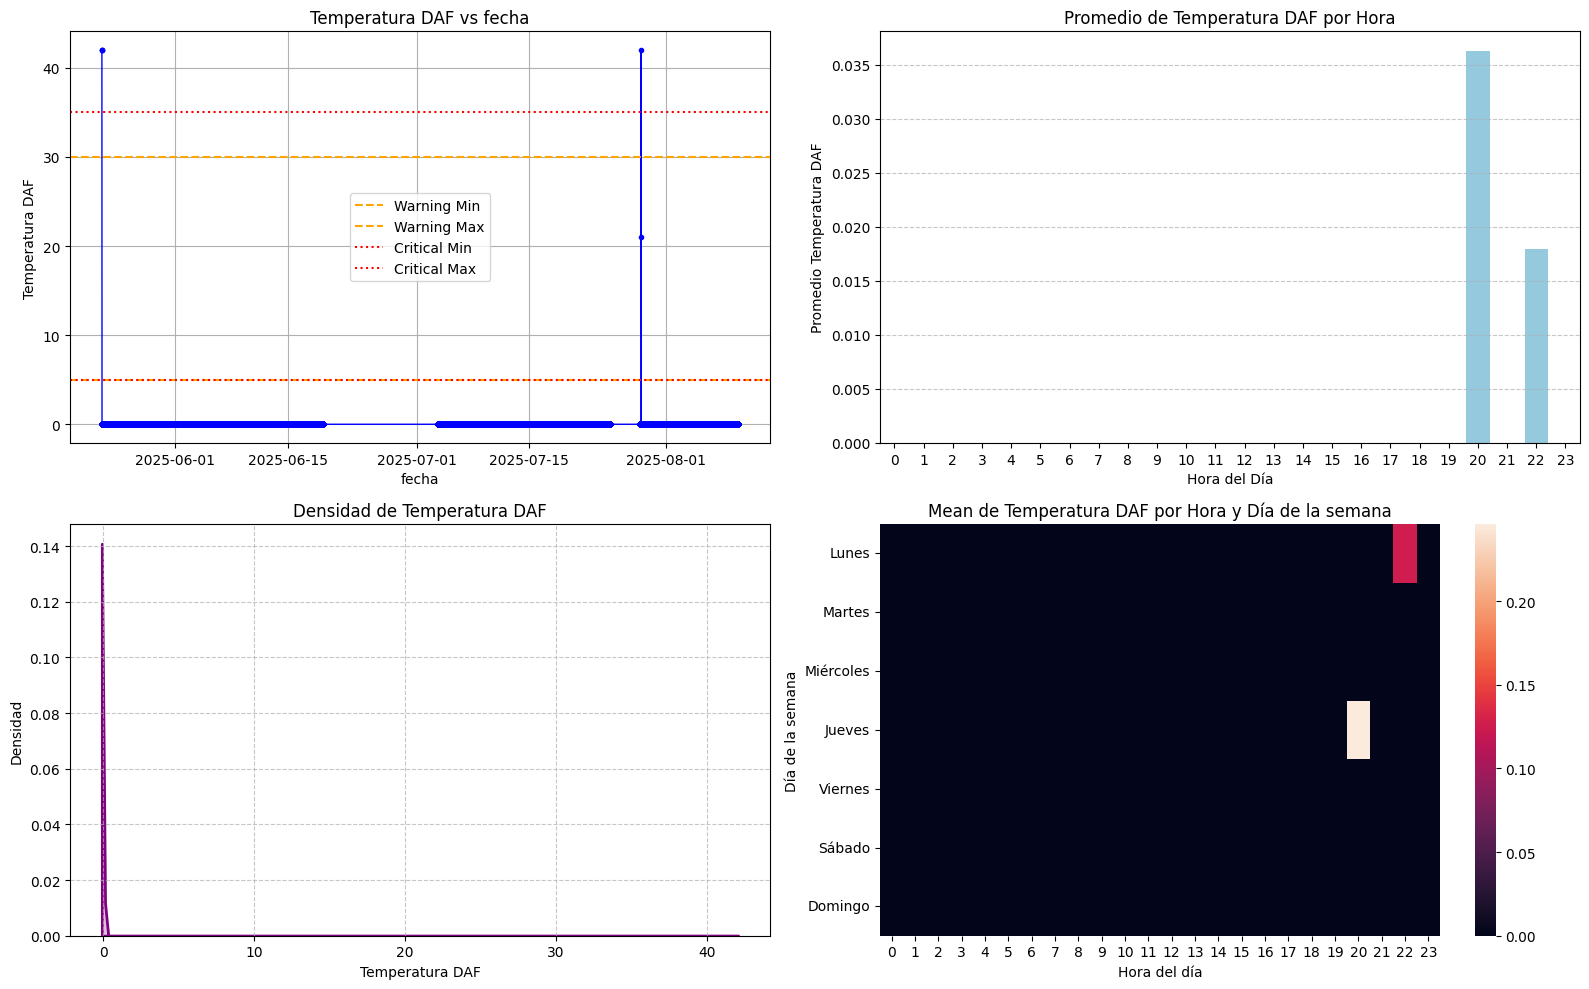 Temperatura DAF vs fecha
Temperatura DAF
40
30
20
10
0
Warning Min
Warning Max
Critical Min
Critical Max
2025-06-01 2025-06-15 2025-07-01 2025-07-15 2025-08-01
fecha
Promedio de Temperatura DAF por Hora
Promedio Temperatura DAF
0.035
0.030
0.025
0.020
0.015
0.010
0.005
0.000
0 1 2 3 4 5 6 7 8 9 10 11 12 13 14 15 16 17 18 19 20 21 22 23
Hora del Día
Densidad de Temperatura DAF
Densidad
0.14
0.12
0.10
0.08
0.06
0.04
0.02
0.00
0 10 20 30 40
Temperatura DAF
Mean de Temperatura DAF por Hora y Día de la semana
Día de la semana
Lunes
Martes
Miércoles
Jueves
Viernes
Sábado
Domingo
0 1 2 3 4 5 6 7 8 9 10 11 12 13 14 15 16 17 18 19 20 21 22 23
Hora del día
0.20
0.15
0.10
0.05
0.00